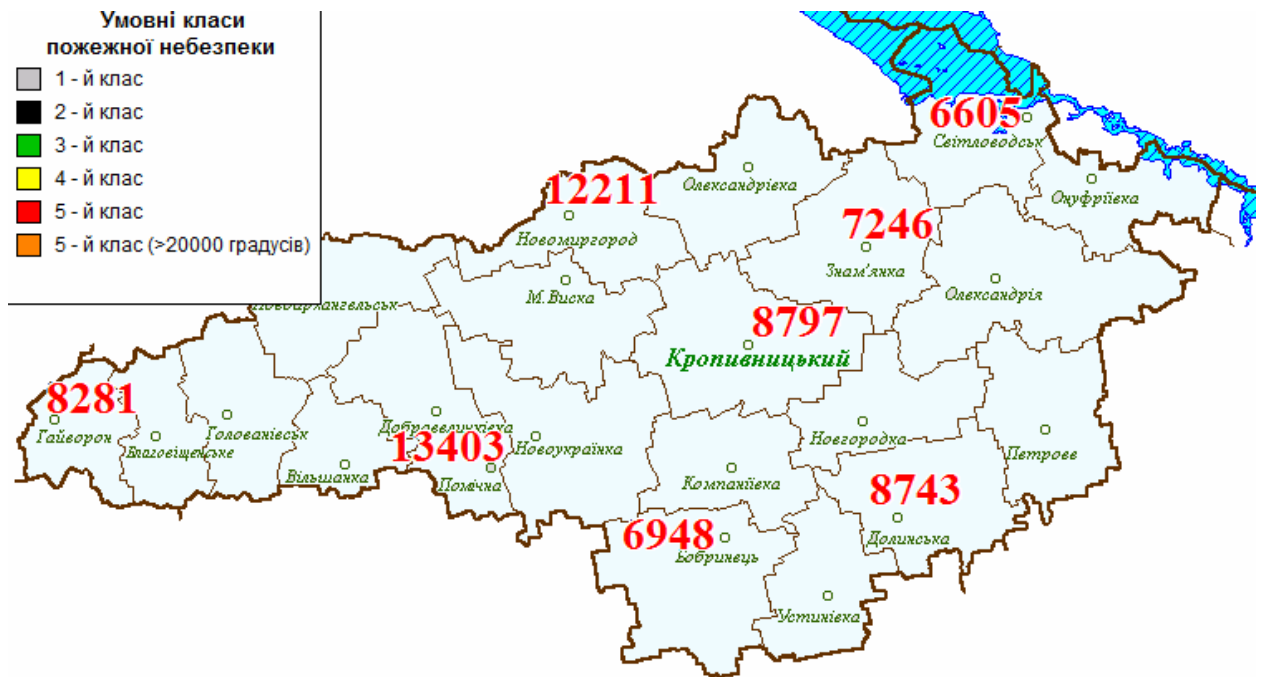 Умовні класи
пожежної небезпеки
1 - й клас
2 - й клас
3 - й клас
4 - й клас
5 - й клас
5 - й клас (>20000 градусів)
6605
Світловодськ
Олександрівка
12211
Онуфріївка
7246
Новомиргород
Знам'янка
М. Виска
Олександрія
Новоархангельськ
8797
Кропивницький
8281
Гайворон
Голованівськ
Добровеличківка
Благовіщенське
13403
Новоукраїнка
Новгородка
Петрове
Вільшанка
Помічна
Компаніївка
8743
6948
Долинська
Бобринець
Устинівка